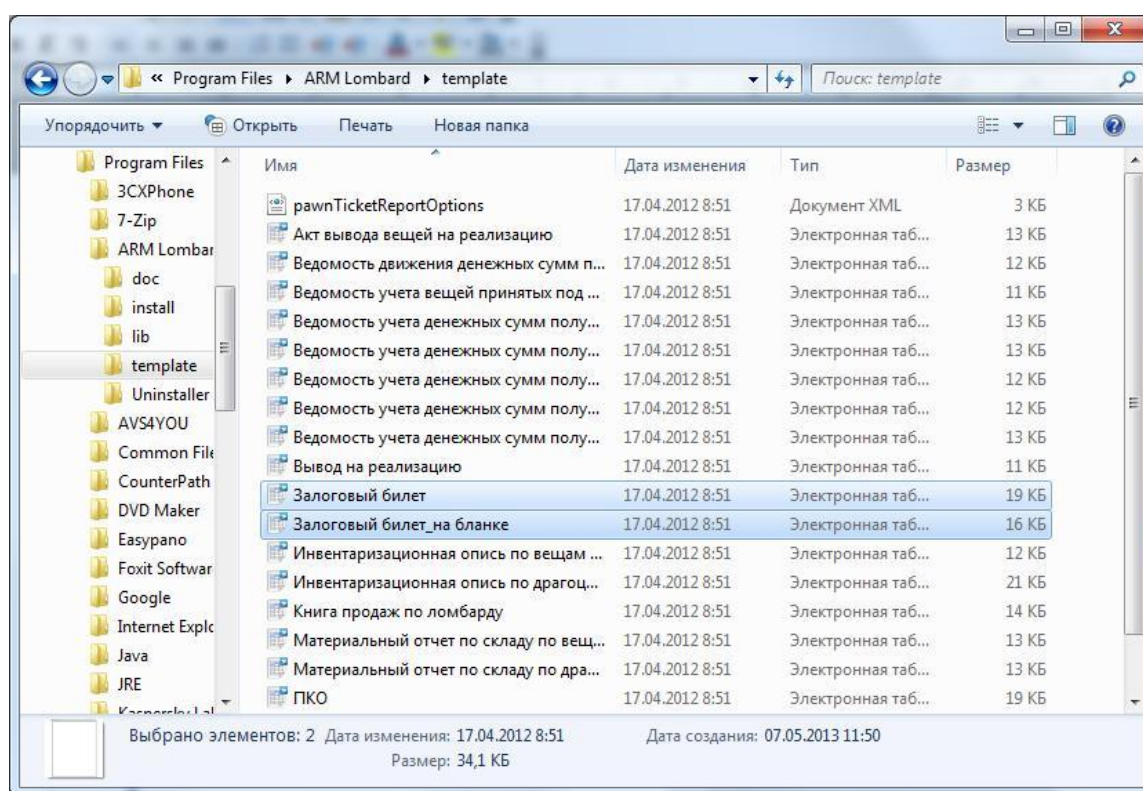 « Program Files ▸ ARM Lombard ▸ template
Поиск: template
Упорядочить ▼ Открыть Печать Новая папка
Program Files
3CXPhone
7-Zip
ARM Lombar
doc
install
lib
template
Uninstaller
AVS4YOU
Common File
CounterPath
DVD Maker
Easypano
Foxit Softwar
Google
Internet Explo
Java
JRE
Kaspersky Lal
Имя Дата изменения Тип Размер
pawnTicketReportOptions 17.04.2012 8:51 Документ XML 3 КБ
Акт вывода вещей на реализацию 17.04.2012 8:51 Электронная таб... 13 КБ
Ведомость движения денежных сумм п... 17.04.2012 8:51 Электронная таб... 12 КБ
Ведомость учета вещей принятых под ... 17.04.2012 8:51 Электронная таб... 11 КБ
Ведомость учета денежных сумм полу... 17.04.2012 8:51 Электронная таб... 13 КБ
Ведомость учета денежных сумм полу... 17.04.2012 8:51 Электронная таб... 13 КБ
Ведомость учета денежных сумм полу... 17.04.2012 8:51 Электронная таб... 12 КБ
Ведомость учета денежных сумм полу... 17.04.2012 8:51 Электронная таб... 12 КБ
Ведомость учета денежных сумм полу... 17.04.2012 8:51 Электронная таб... 13 КБ
Вывод на реализацию 17.04.2012 8:51 Электронная таб... 11 КБ
Залоговый билет 17.04.2012 8:51 Электронная таб... 19 КБ
Залоговый билет_на бланке 17.04.2012 8:51 Электронная таб... 16 КБ
Инвентаризационная опись по вещам ... 17.04.2012 8:51 Электронная таб... 12 КБ
Инвентаризационная опись по драгоц... 17.04.2012 8:51 Электронная таб... 21 КБ
Книга продаж по ломбарду 17.04.2012 8:51 Электронная таб... 14 КБ
Материальный отчет по складу по вещ... 17.04.2012 8:51 Электронная таб... 13 КБ
Материальный отчет по складу по дра... 17.04.2012 8:51 Электронная таб... 13 КБ
ПКО 17.04.2012 8:51 Электронная таб... 19 КБ
Выбрано элементов: 2 Дата изменения: 17.04.2012 8:51 Дата создания: 07.05.2013 11:50
Размер: 34,1 КБ